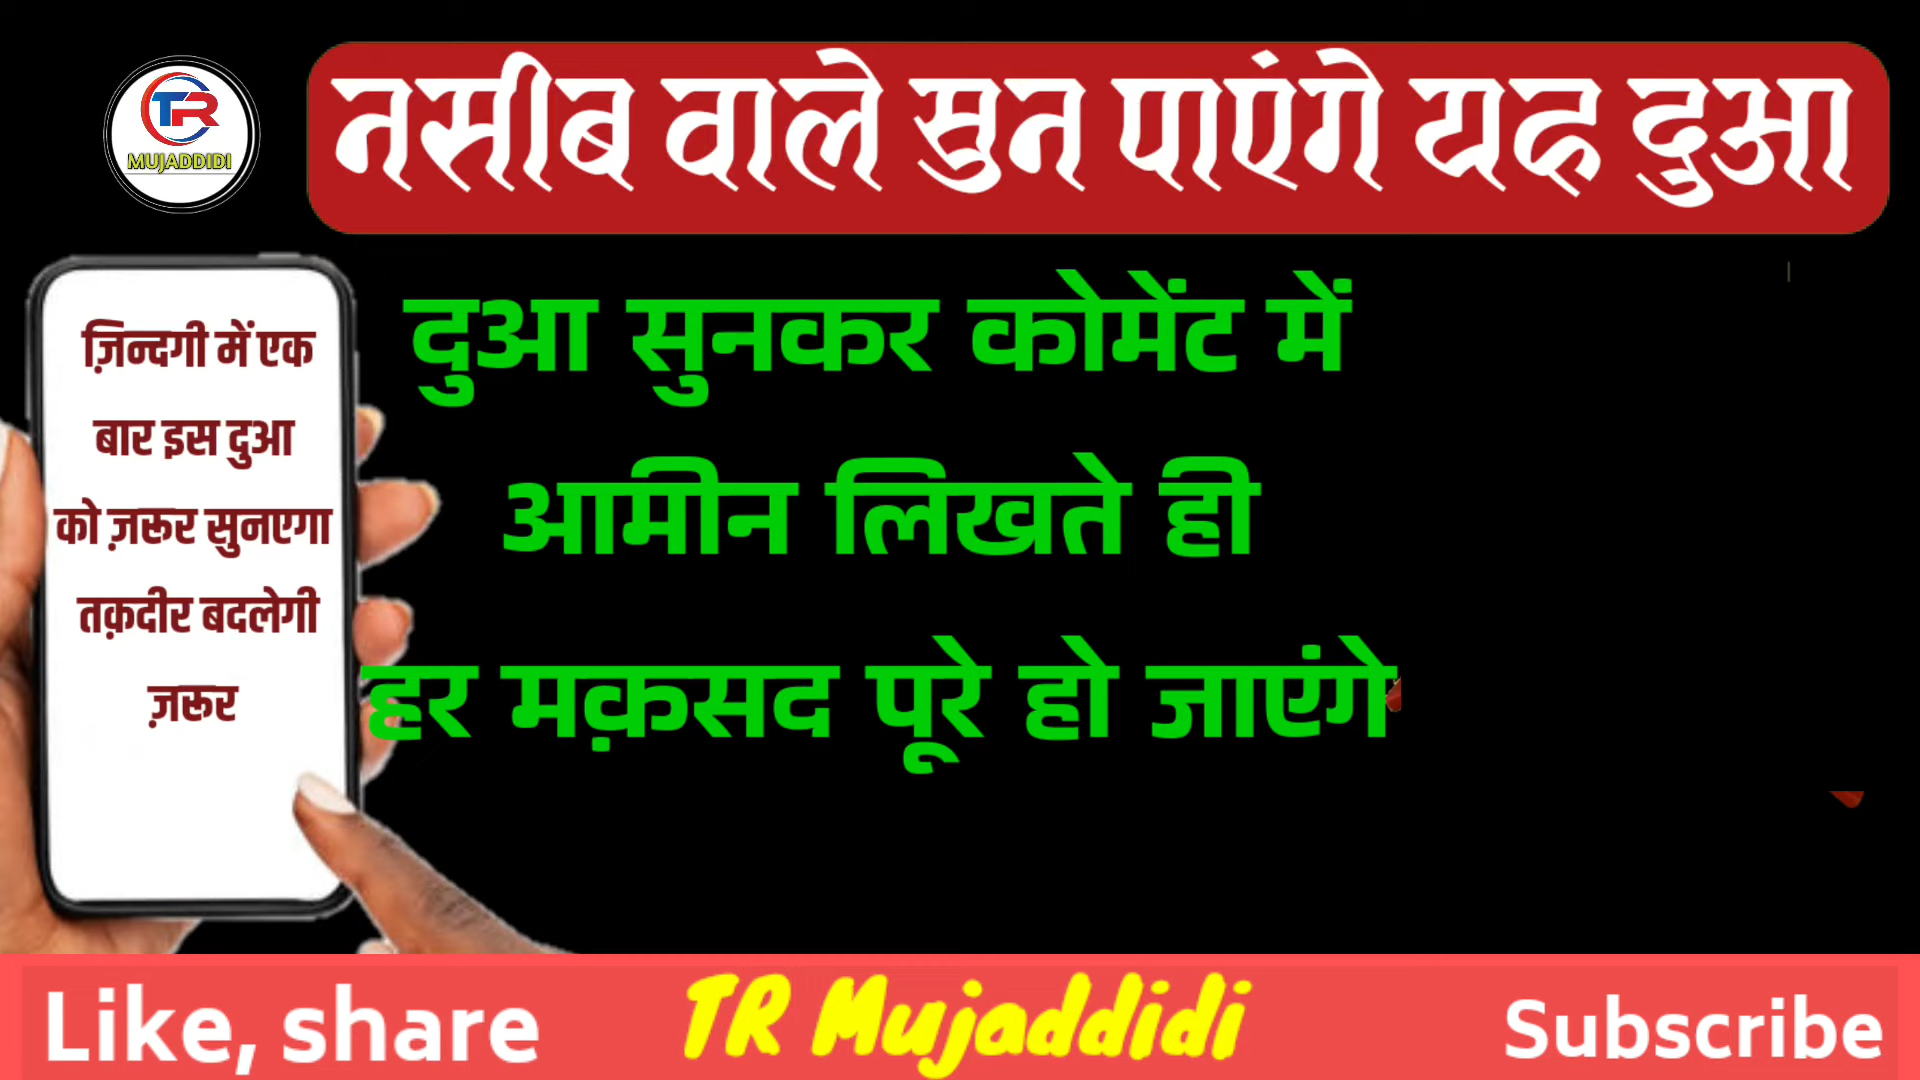 TR
MUJADDIDI
नसीब वाले सुन पाएंगे यह दुआ
ज़िन्दगी में एक
बार इस दुआ
को ज़रूर सुनएगा
तक़दीर बदलेगी
ज़रूर
दुआ सुनकर कोमेंट में
आमीन लिखते ही
हर मक़सद पूरे हो जाएंगे
Like, share
TR Mujaddidi
Subscribe